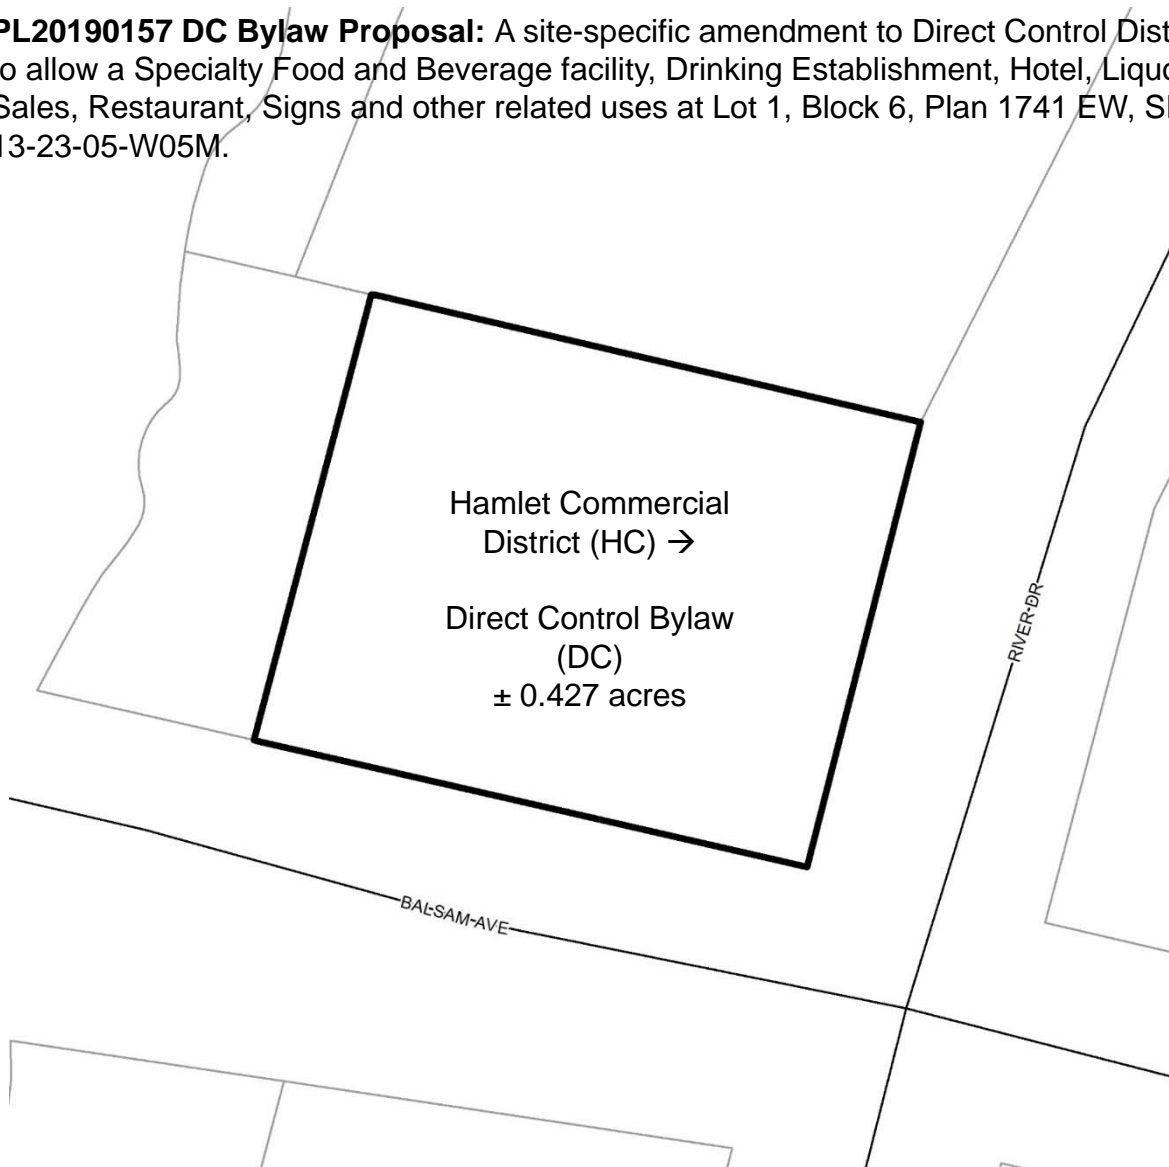 PL20190157 DC Bylaw Proposal: A site-specific amendment to Direct Control Dist
to allow a Specialty Food and Beverage facility, Drinking Establishment, Hotel, Liquo
Sales, Restaurant, Signs and other related uses at Lot 1, Block 6, Plan 1741 EW, S
13-23-05-W05M.
Hamlet Commercial
District (HC) →
Direct Control Bylaw
(DC)
± 0.427 acres
RIVER DR
BALSAM AVE